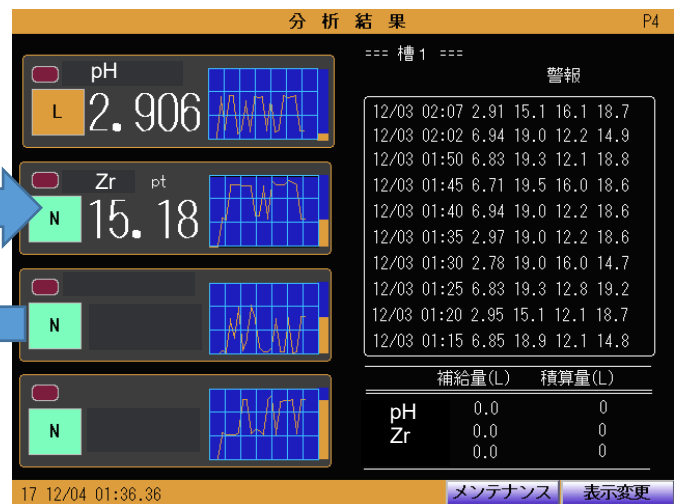 分 析 結 果 P4
=== 槽1 ===
警報
pH
L 2.906
Zr pt
N 15.18
N
N
12/03 02:07 2.91 15.1 16.1 18.7
12/03 02:02 6.94 19.0 12.2 14.9
12/03 01:50 6.83 19.3 12.1 18.8
12/03 01:45 6.71 19.5 16.0 18.6
12/03 01:40 6.94 19.0 12.2 18.6
12/03 01:35 2.97 19.0 12.2 18.6
12/03 01:30 2.78 19.0 16.0 14.7
12/03 01:25 6.83 19.3 12.8 19.2
12/03 01:20 2.95 15.1 12.1 18.7
12/03 01:15 6.85 18.9 12.1 14.8
補給量(L) 積算量(L)
pH 0.0 0
Zr 0.0 0
0.0 0
17 12/04 01:36.36 メンテナンス 表示変更